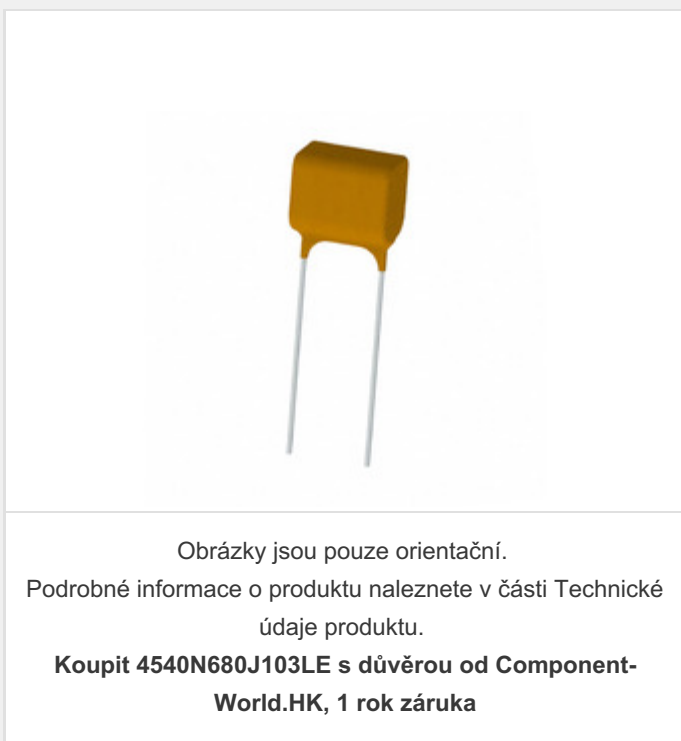 Obrázky jsou pouze orientační.
Podrobné informace o produktu naleznete v části Technické
údaje produktu.
Koupit 4540N680J103LE s důvěrou od Component-
World.HK, 1 rok záruka